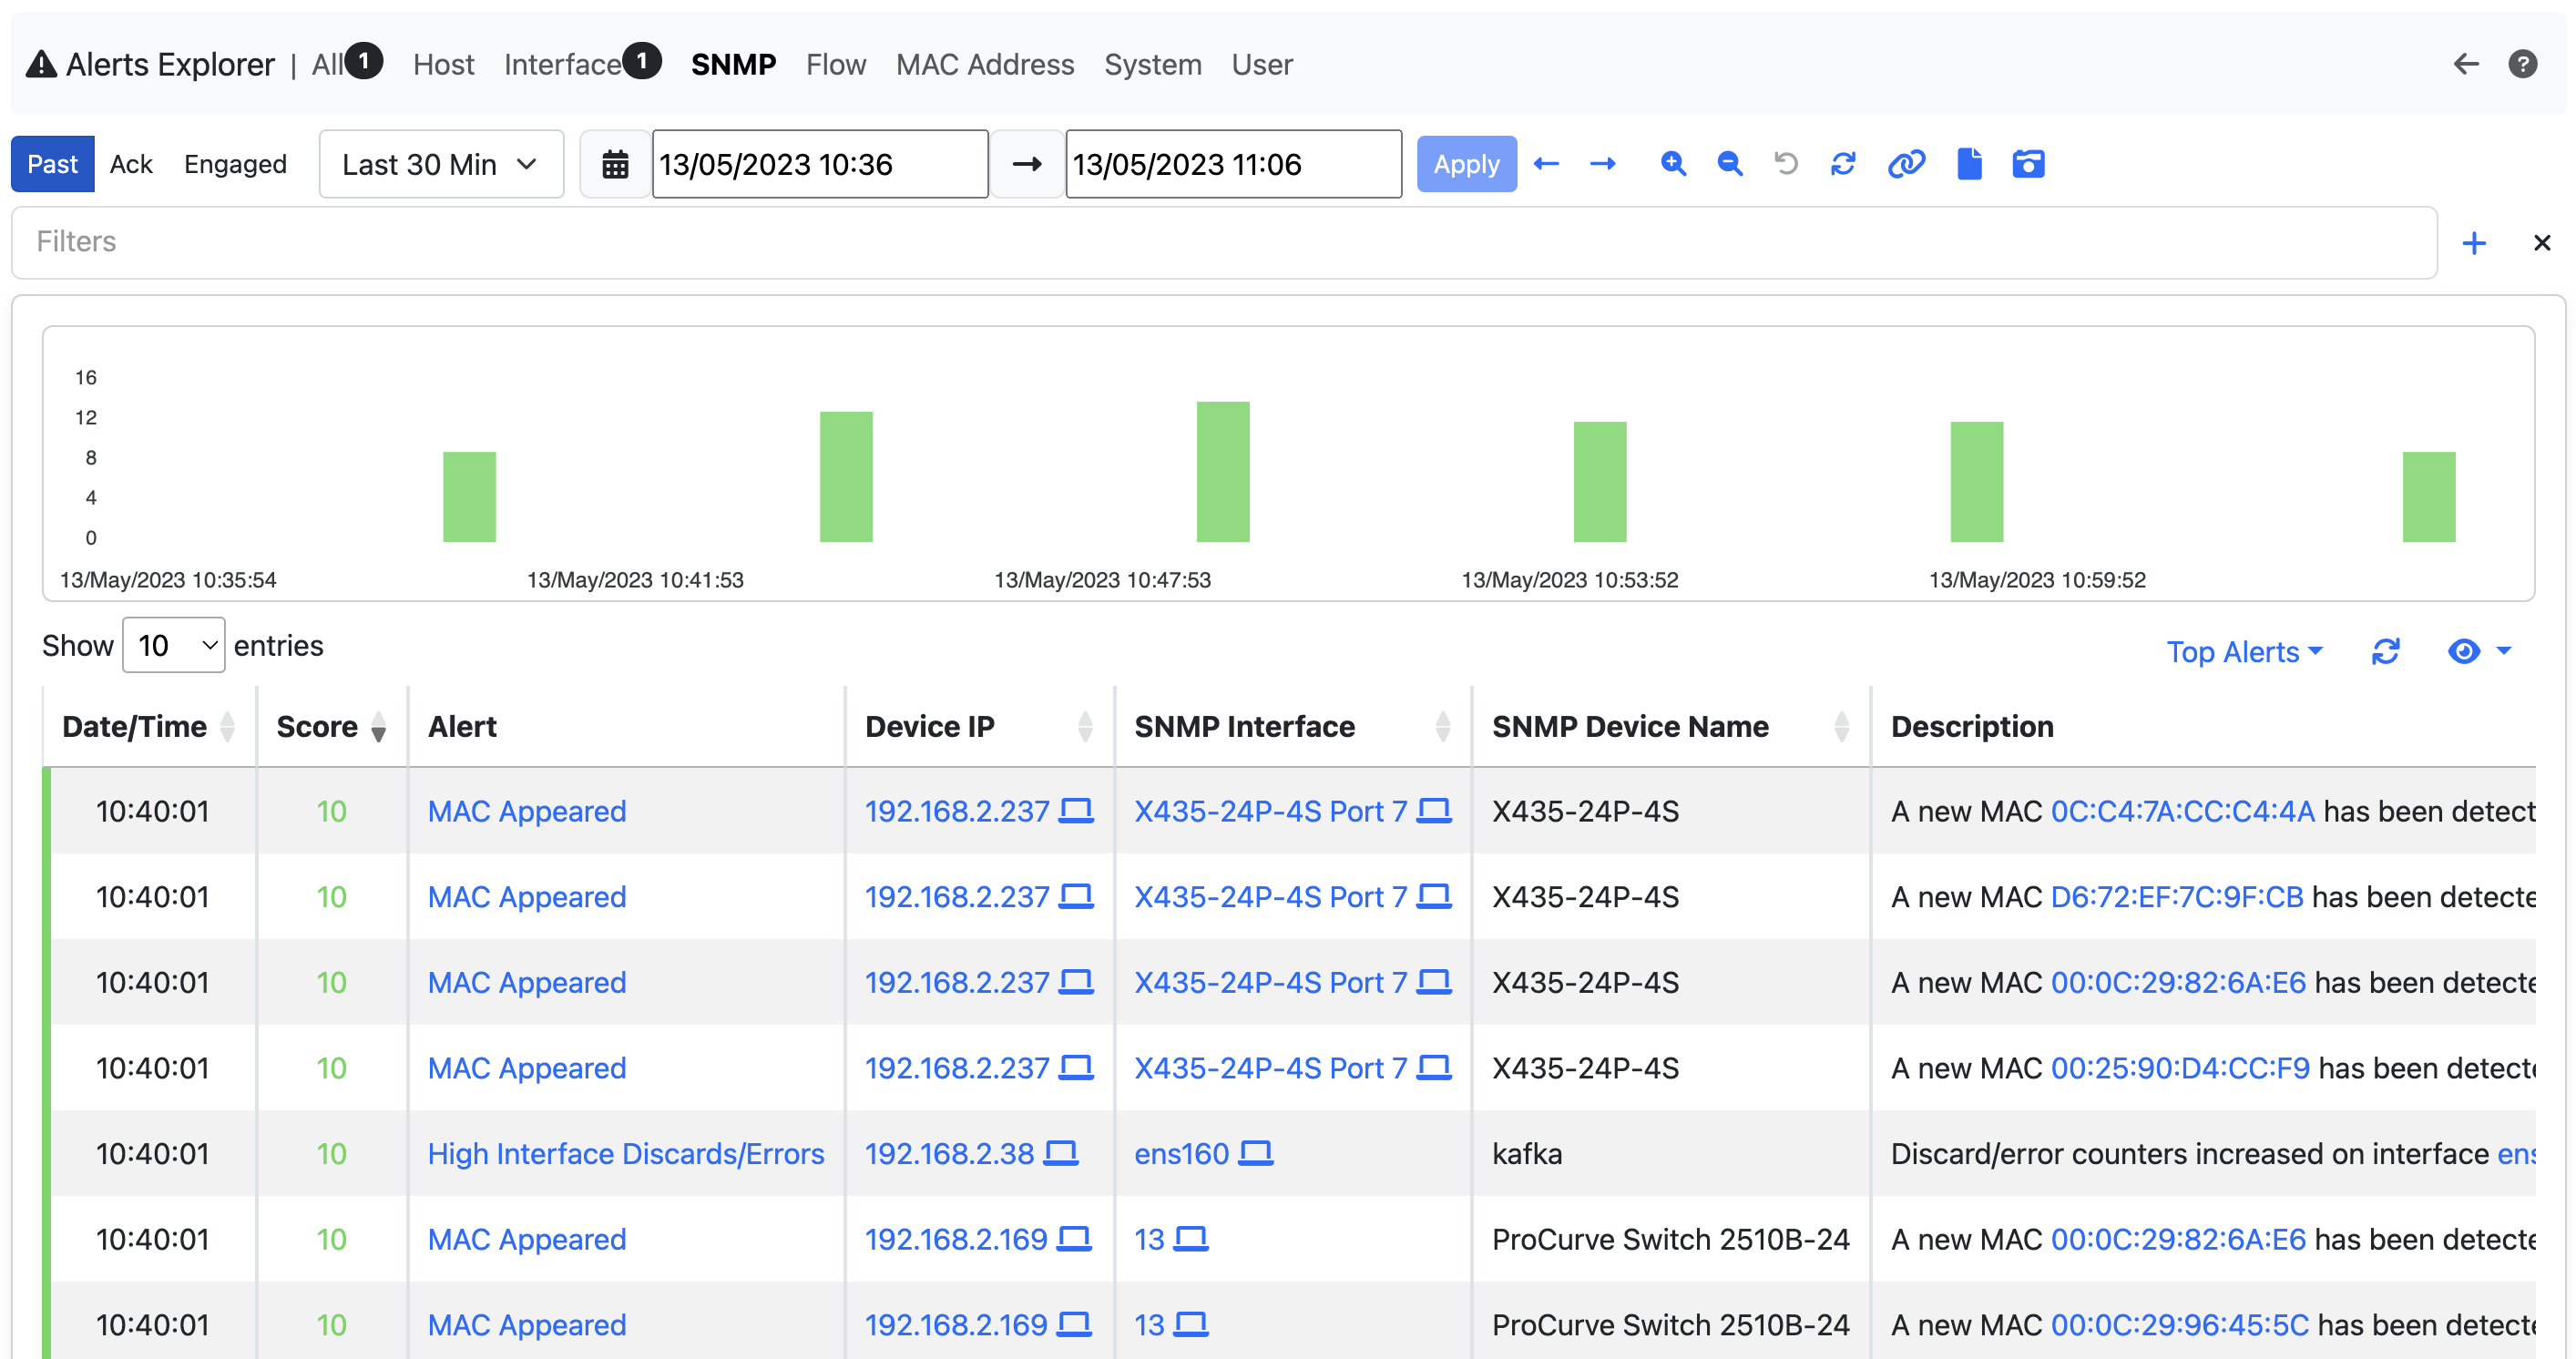 Alerts Explorer | All 1 Host Interface 1 SNMP Flow MAC Address System User
Past Ack Engaged Last 30 Min 13/05/2023 10:36 13/05/2023 11:06 Apply
Filters
16
12
8
4
0
13/May/2023 10:35:54 13/May/2023 10:41:53 13/May/2023 10:47:53 13/May/2023 10:53:52 13/May/2023 10:59:52
Show 10 entries Top Alerts
Date/Time Score Alert Device IP SNMP Interface SNMP Device Name Description
10:40:01 10 MAC Appeared 192.168.2.237 X435-24P-4S Port 7 X435-24P-4S A new MAC 0C:C4:7A:CC:C4:4A has been detect
10:40:01 10 MAC Appeared 192.168.2.237 X435-24P-4S Port 7 X435-24P-4S A new MAC D6:72:EF:7C:9F:CB has been detecte
10:40:01 10 MAC Appeared 192.168.2.237 X435-24P-4S Port 7 X435-24P-4S A new MAC 00:0C:29:82:6A:E6 has been detecte
10:40:01 10 MAC Appeared 192.168.2.237 X435-24P-4S Port 7 X435-24P-4S A new MAC 00:25:90:D4:CC:F9 has been detecte
10:40:01 10 High Interface Discards/Errors 192.168.2.38 ens160 kafka Discard/error counters increased on interface ens
10:40:01 10 MAC Appeared 192.168.2.169 13 ProCurve Switch 2510B-24 A new MAC 00:0C:29:82:6A:E6 has been detecte
10:40:01 10 MAC Appeared 192.168.2.169 13 ProCurve Switch 2510B-24 A new MAC 00:0C:29:96:45:5C has been detecte